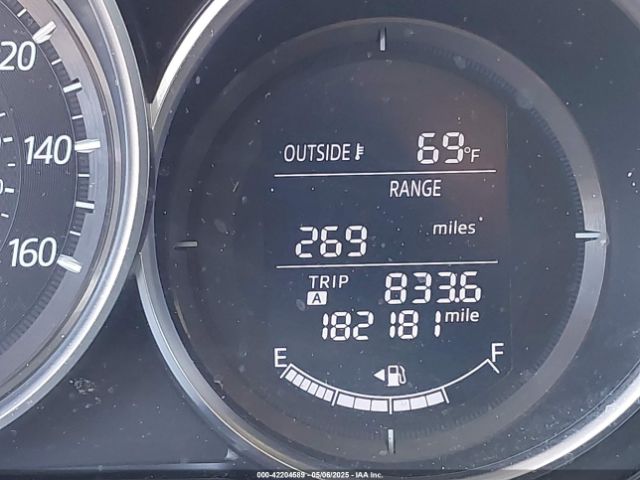 120
140
160
OUTSIDE 69°F
RANGE
269 miles
TRIP A 833.6
182181 mile
E F
000-42204589 - 05/06/2025 - IAA Inc.